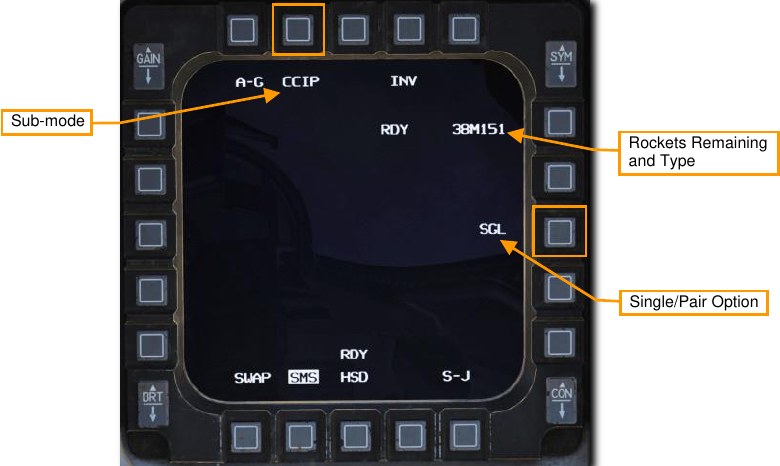 GAIN
SYM
A-G CCIP INV
Sub-mode
RDY 38M151
Rockets Remaining
and Type
SGL
Single/Pair Option
RDY
SWAP SMS HSD S-J
BRT
CON